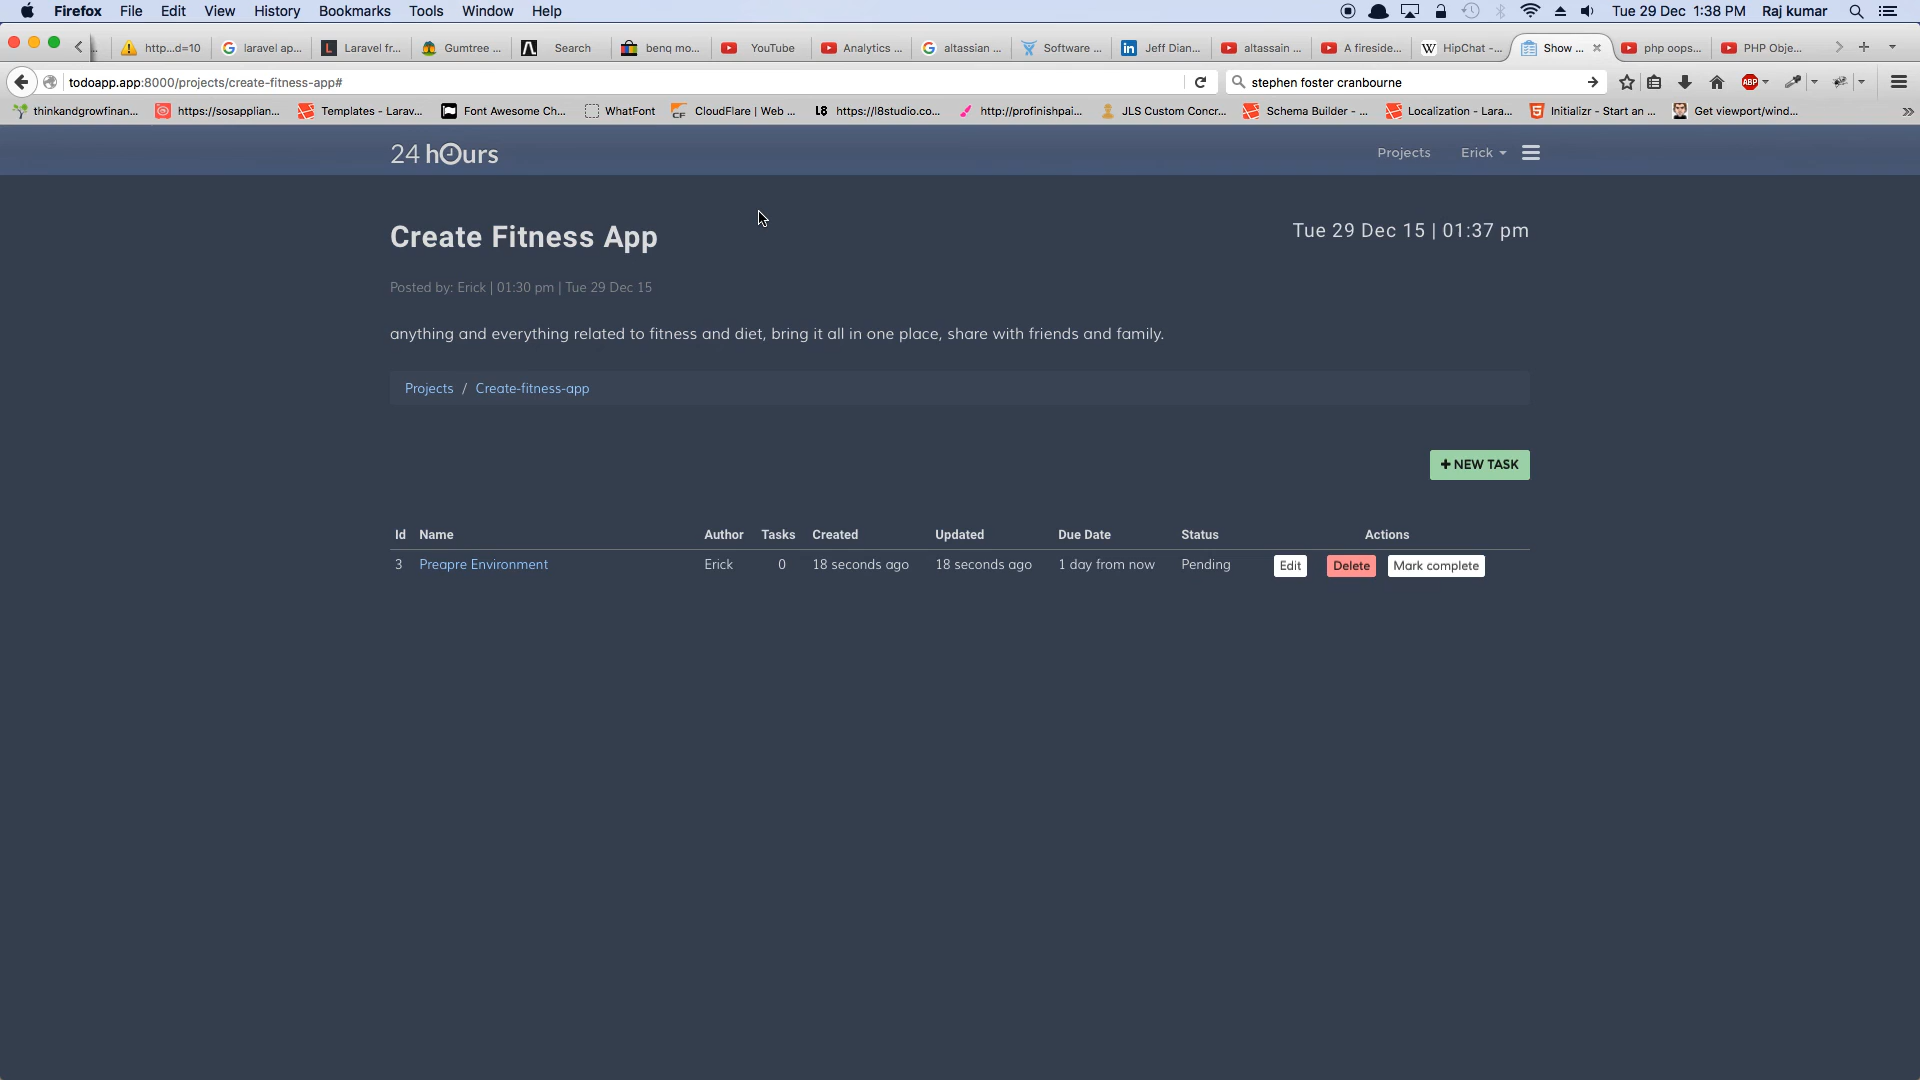 Firefox File Edit View History Bookmarks Tools Window Help Tue 29 Dec 1:38 PM Raj kumar
http...d=10 laravel ap... Laravel fr... Gumtree ... Search benq mo... YouTube Analytics ... altassian ... Software ... Jeff Dian... altassain ... A fireside... HipChat -... Show ... php oops... PHP Obje...
todoapp.app:8000/projects/create-fitness-app# stephen foster cranbourne ABP
thinkandgrowfinan... https://sosapplian... Templates - Larav... Font Awesome Ch... WhatFont CloudFlare | Web ... https://l8studio.co... http://profinishpai... JLS Custom Concr... Schema Builder - ... Localization - Lara... Initializr - Start an ... Get viewport/wind...
24 hOurs Projects Erick
Create Fitness App Tue 29 Dec 15 | 01:37 pm
Posted by: Erick | 01:30 pm | Tue 29 Dec 15
anything and everything related to fitness and diet, bring it all in one place, share with friends and family.
Projects / Create-fitness-app
+ NEW TASK
Id Name Author Tasks Created Updated Due Date Status Actions
3 Preapre Environment Erick 0 18 seconds ago 18 seconds ago 1 day from now Pending Edit Delete Mark complete